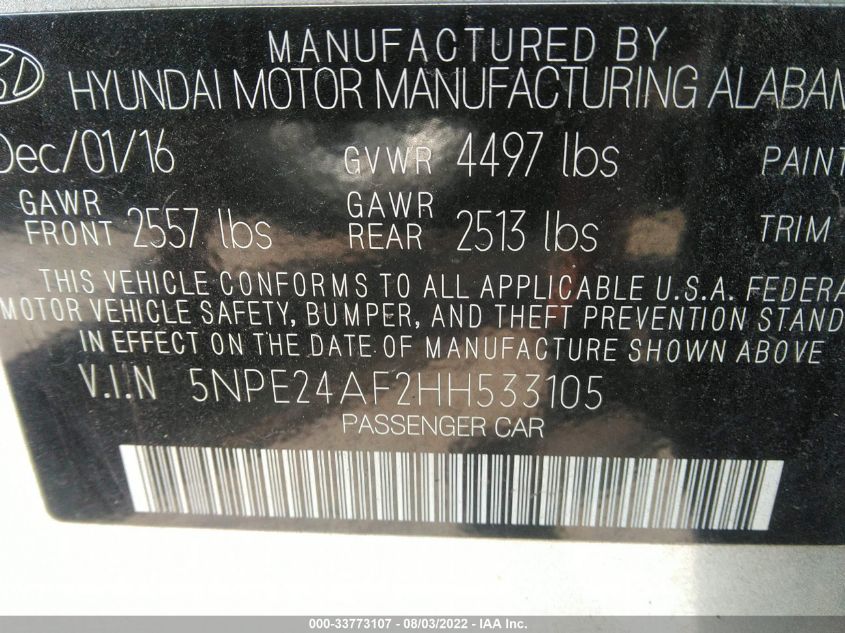 MANUFACTURED BY
HYUNDAI MOTOR MANUFACTURING ALABAM
Dec/01/16 GVWR 4497 lbs PAINT
GAWR FRONT 2557 lbs GAWR REAR 2513 lbs TRIM
THIS VEHICLE CONFORMS TO ALL APPLICABLE U.S.A. FEDERA
MOTOR VEHICLE SAFETY, BUMPER, AND THEFT PREVENTION STAND
IN EFFECT ON THE DATE OF MANUFACTURE SHOWN ABOVE
V.I.N 5NPE24AF2HH533105
PASSENGER CAR
000-33773107 - 08/03/2022 - IAA Inc.